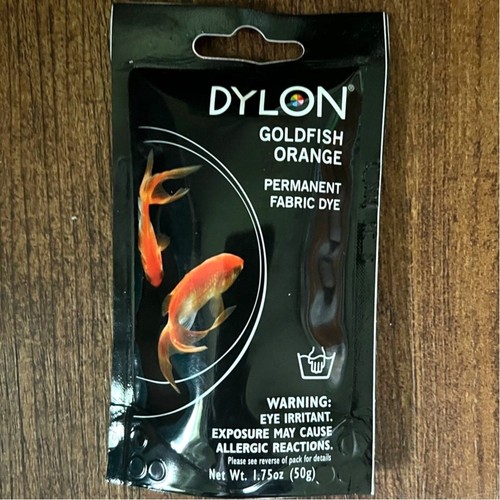 DYLON®
GOLDFISH
ORANGE
PERMANENT
FABRIC DYE
WARNING:
EYE IRRITANT.
EXPOSURE MAY CAUSE
ALLERGIC REACTIONS.
Please see reverse of pack for details
Net Wt. 1.75oz (50g)